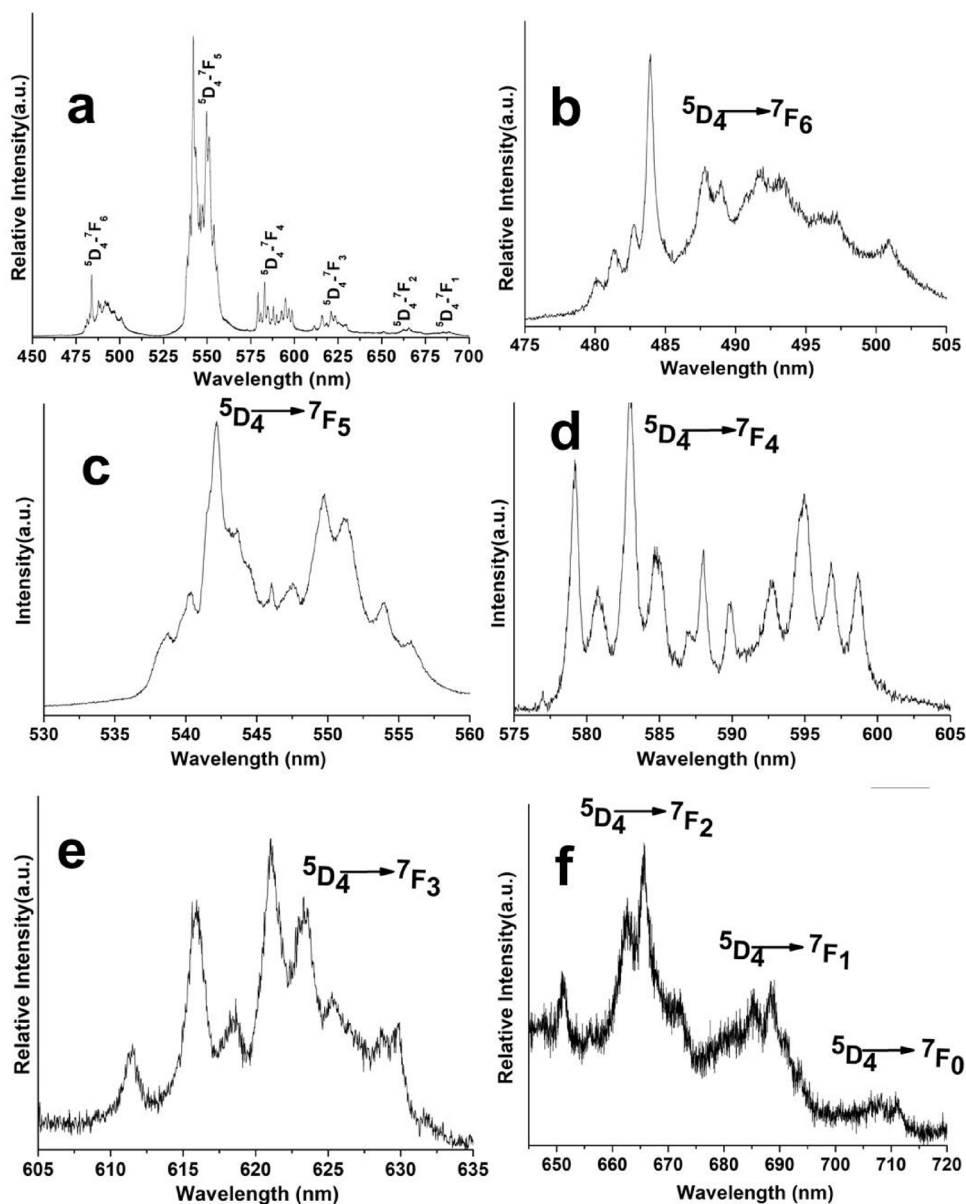 a
Relative Intensity(a.u.)
⁵D₄-⁷F₆
⁵D₄-⁷F₅
⁵D₄-⁷F₄
⁵D₄-⁷F₃
⁵D₄-⁷F₂
⁵D₄-⁷F₁
450 475 500 525 550 575 600 625 650 675 700
Wavelength (nm)
b
Relative Intensity(a.u.)
⁵D₄→⁷F₆
475 480 485 490 495 500 505
Wavelength (nm)
c
Intensity(a.u.)
⁵D₄→⁷F₅
530 535 540 545 550 555 560
Wavelength (nm)
d
Intensity(a.u.)
⁵D₄→⁷F₄
575 580 585 590 595 600 605
Wavelength (nm)
e
Relative Intensity(a.u.)
⁵D₄→⁷F₃
605 610 615 620 625 630 635
Wavelength (nm)
f
Relative Intensity(a.u.)
⁵D₄→⁷F₂
⁵D₄→⁷F₁
⁵D₄→⁷F₀
650 660 670 680 690 700 710 720
Wavelength (nm)